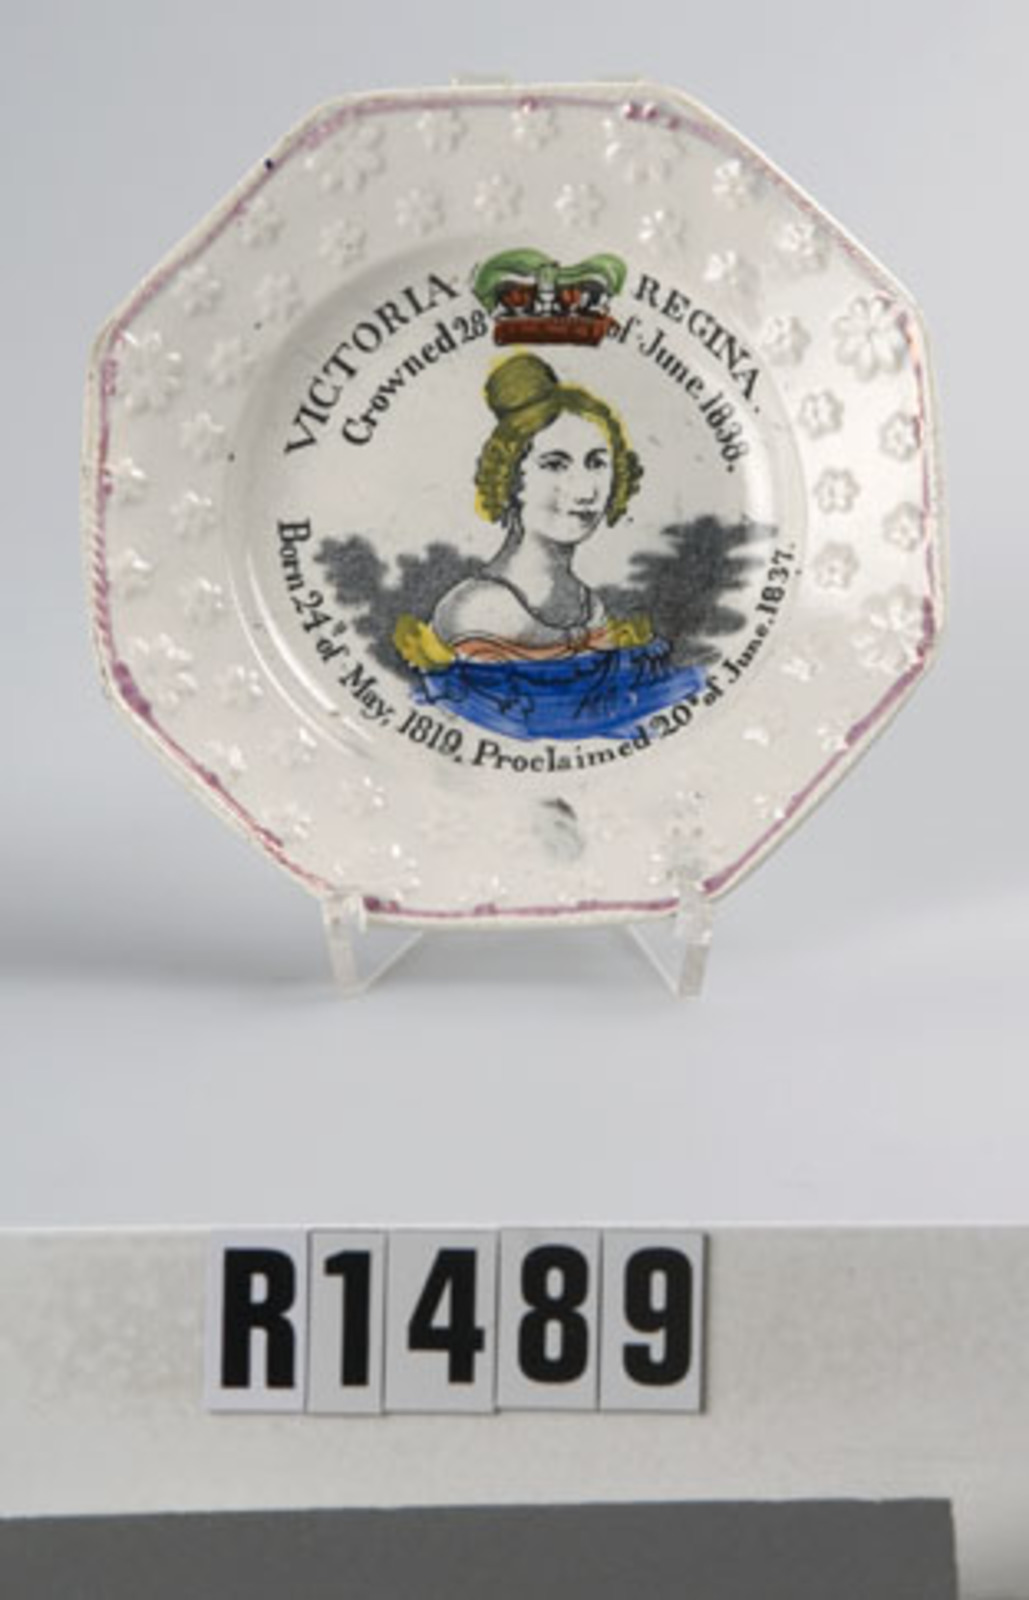 VICTORIA REGINA.
Crowned 28 of June 1838.
Born 24th of May, 1819, Proclaimed 20th of June, 1837.
R1489